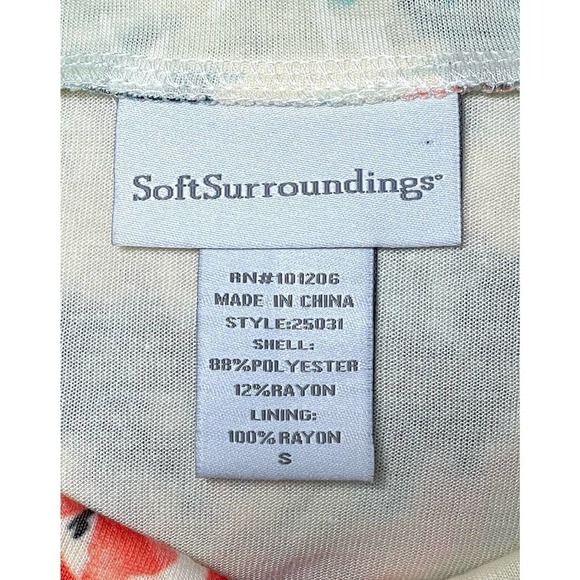 SoftSurroundings®
RN#101206
MADE IN CHINA
STYLE:25031
SHELL:
88%POLYESTER
12%RAYON
LINING:
100%RAYON
S